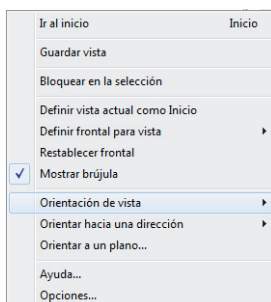 Ir al inicio Inicio
Guardar vista
Bloquear en la selección
Definir vista actual como Inicio
Definir frontal para vista
Restablecer frontal
Mostrar brújula
Orientación de vista
Orientar hacia una dirección
Orientar a un plano...
Ayuda...
Opciones...